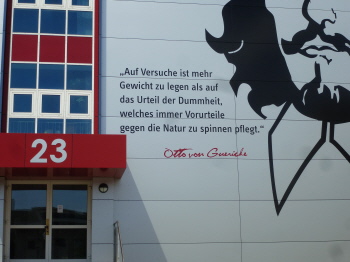 „Auf Versuche ist mehr
Gewicht zu legen als auf
das Urteil der Dummheit,
welches immer Vorurteile
gegen die Natur zu spinnen pflegt.“
Otto von Guericke
23